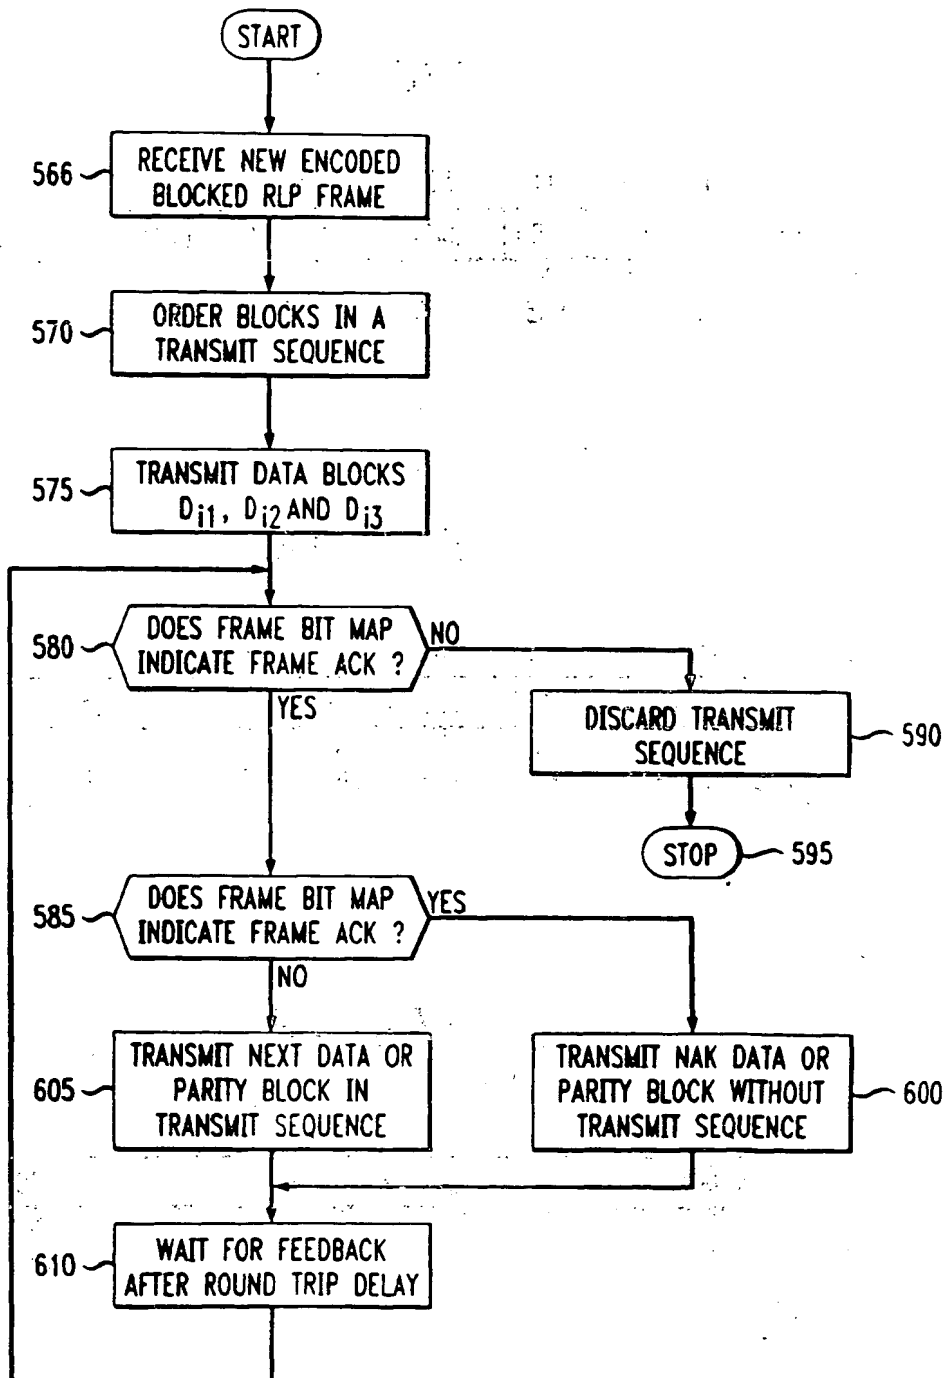 START
566
RECEIVE NEW ENCODED
BLOCKED RLP FRAME
570
ORDER BLOCKS IN A
TRANSMIT SEQUENCE
575
TRANSMIT DATA BLOCKS
Di1, Di2 AND Di3
580
DOES FRAME BIT MAP
INDICATE FRAME ACK ?
NO
YES
DISCARD TRANSMIT
SEQUENCE
590
STOP
595
585
DOES FRAME BIT MAP
INDICATE FRAME ACK ?
YES
NO
605
TRANSMIT NEXT DATA OR
PARITY BLOCK IN
TRANSMIT SEQUENCE
TRANSMIT NAK DATA OR
PARITY BLOCK WITHOUT
TRANSMIT SEQUENCE
600
610
WAIT FOR FEEDBACK
AFTER ROUND TRIP DELAY